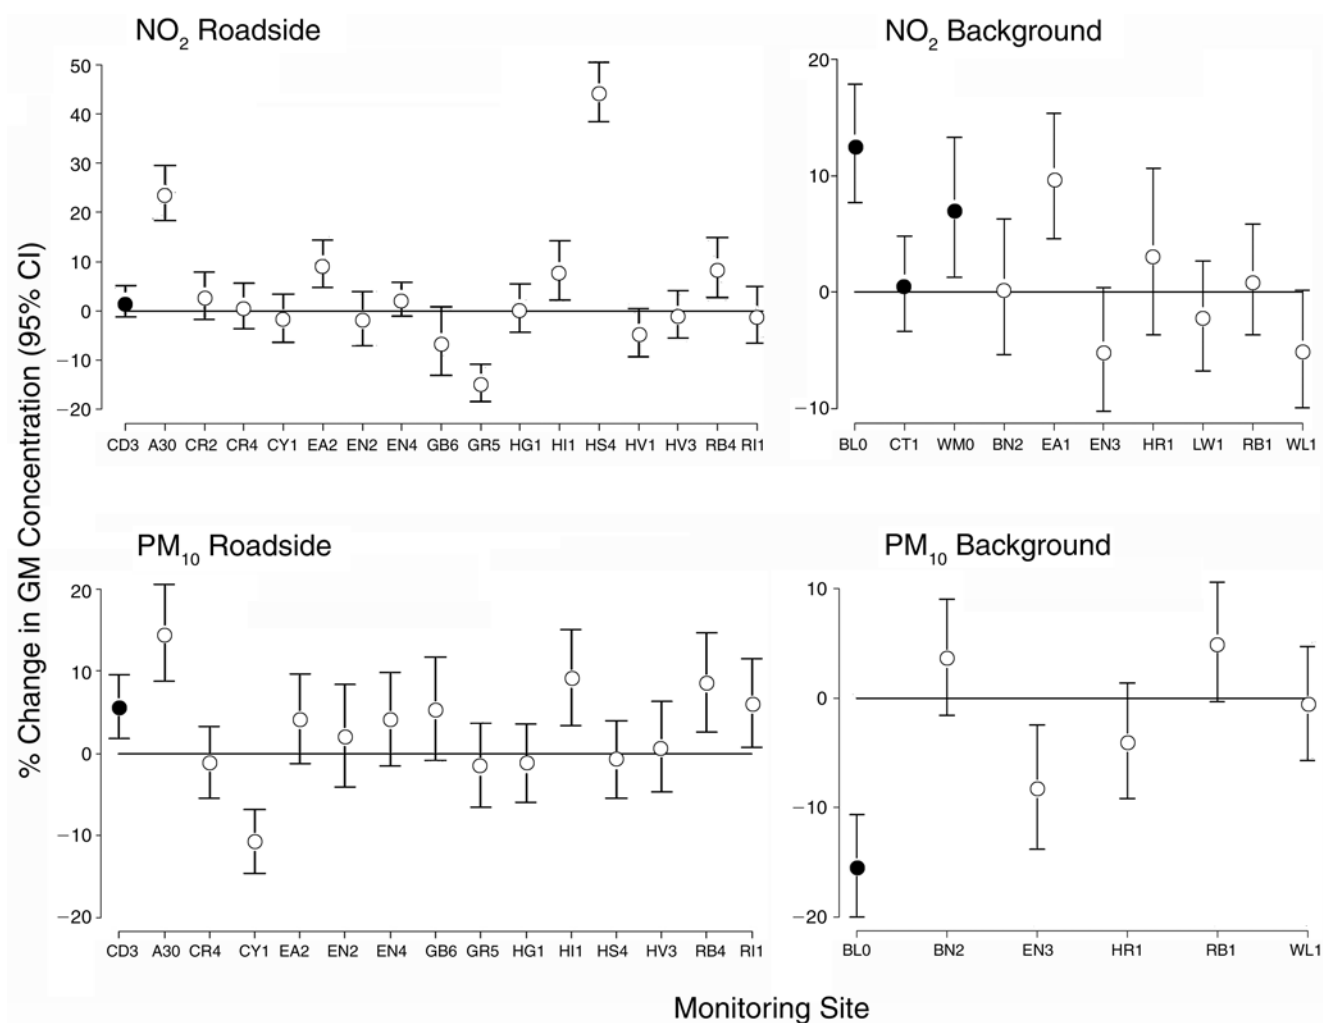 NO2 Roadside
50
40
30
20
10
0
−10
−20
CD3 A30 CR2 CR4 CY1 EA2 EN2 EN4 GB6 GR5 HG1 HI1 HS4 HV1 HV3 RB4 RI1
NO2 Background
20
10
0
−10
BL0 CT1 WM0 BN2 EA1 EN3 HR1 LW1 RB1 WL1
% Change in GM Concentration (95% CI)
PM10 Roadside
20
10
0
−10
−20
CD3 A30 CR4 CY1 EA2 EN2 EN4 GB6 GR5 HG1 HI1 HS4 HV3 RB4 RI1
PM10 Background
10
0
−10
−20
BL0 BN2 EN3 HR1 RB1 WL1
Monitoring Site